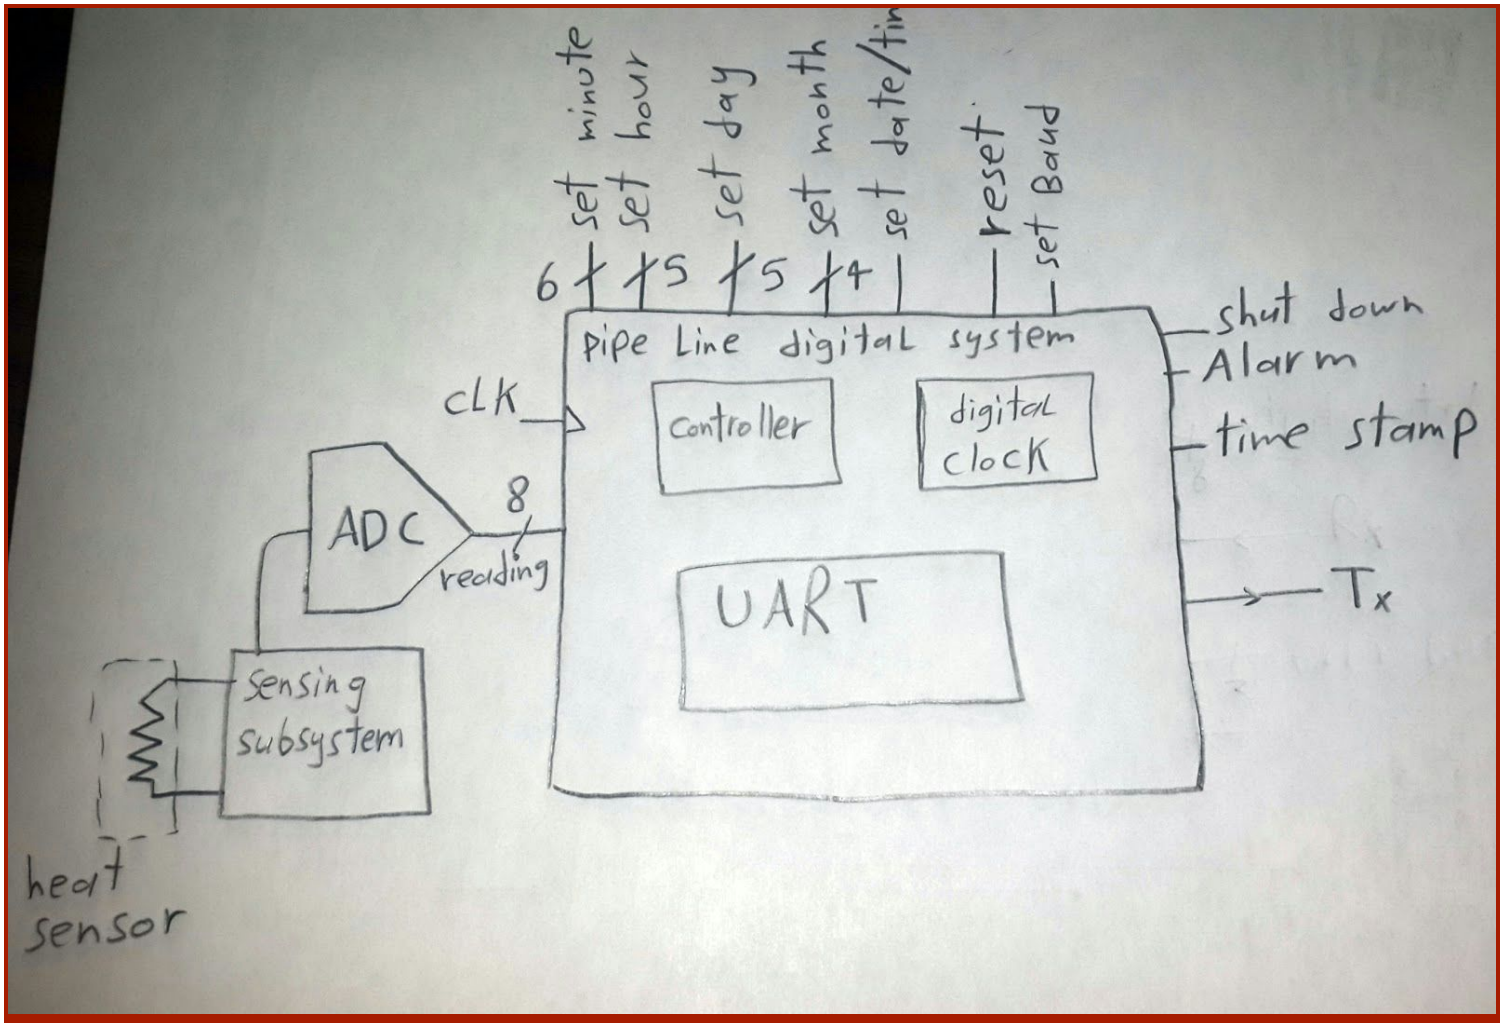 set minute
set hour
set day
set month
set date/tim
reset
set Baud
6
5
5
4
pipe Line digital system
shut down
Alarm
time stamp
CLK
controller
digital
clock
ADC
8
reading
UART
Tx
sensing
subsystem
heat
sensor